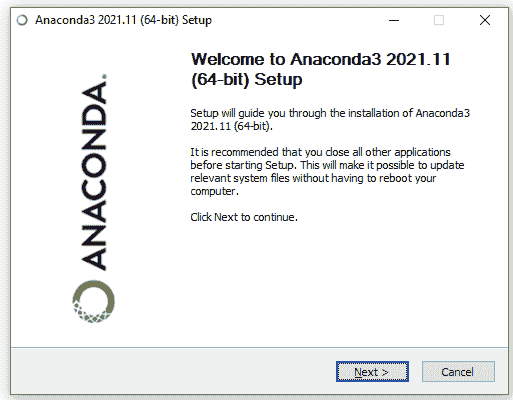 Anaconda3 2021.11 (64-bit) Setup
Welcome to Anaconda3 2021.11
(64-bit) Setup
Setup will guide you through the installation of Anaconda3
2021.11 (64-bit).
It is recommended that you close all other applications
before starting Setup. This will make it possible to update
relevant system files without having to reboot your
computer.
Click Next to continue.
ANACONDA.
Next >
Cancel